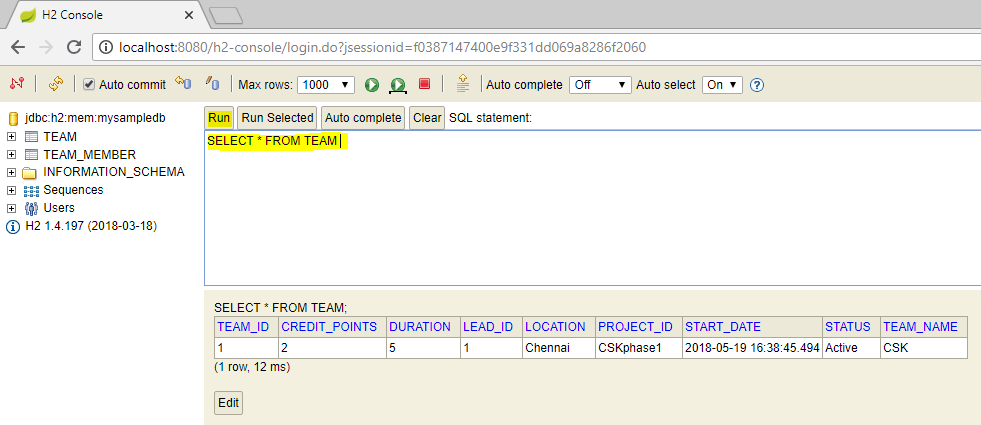 H2 Console
localhost:8080/h2-console/login.do?jsessionid=f0387147400e9f331dd069a8286f2060
Auto commit Max rows: 1000 Auto complete Off Auto select On
jdbc:h2:mem:mysampledb
TEAM
TEAM_MEMBER
INFORMATION_SCHEMA
Sequences
Users
H2 1.4.197 (2018-03-18)
Run Run Selected Auto complete Clear SQL statement:
SELECT * FROM TEAM
SELECT * FROM TEAM;
TEAM_ID CREDIT_POINTS DURATION LEAD_ID LOCATION PROJECT_ID START_DATE STATUS TEAM_NAME
1 2 5 1 Chennai CSKphase1 2018-05-19 16:38:45.494 Active CSK
(1 row, 12 ms)
Edit